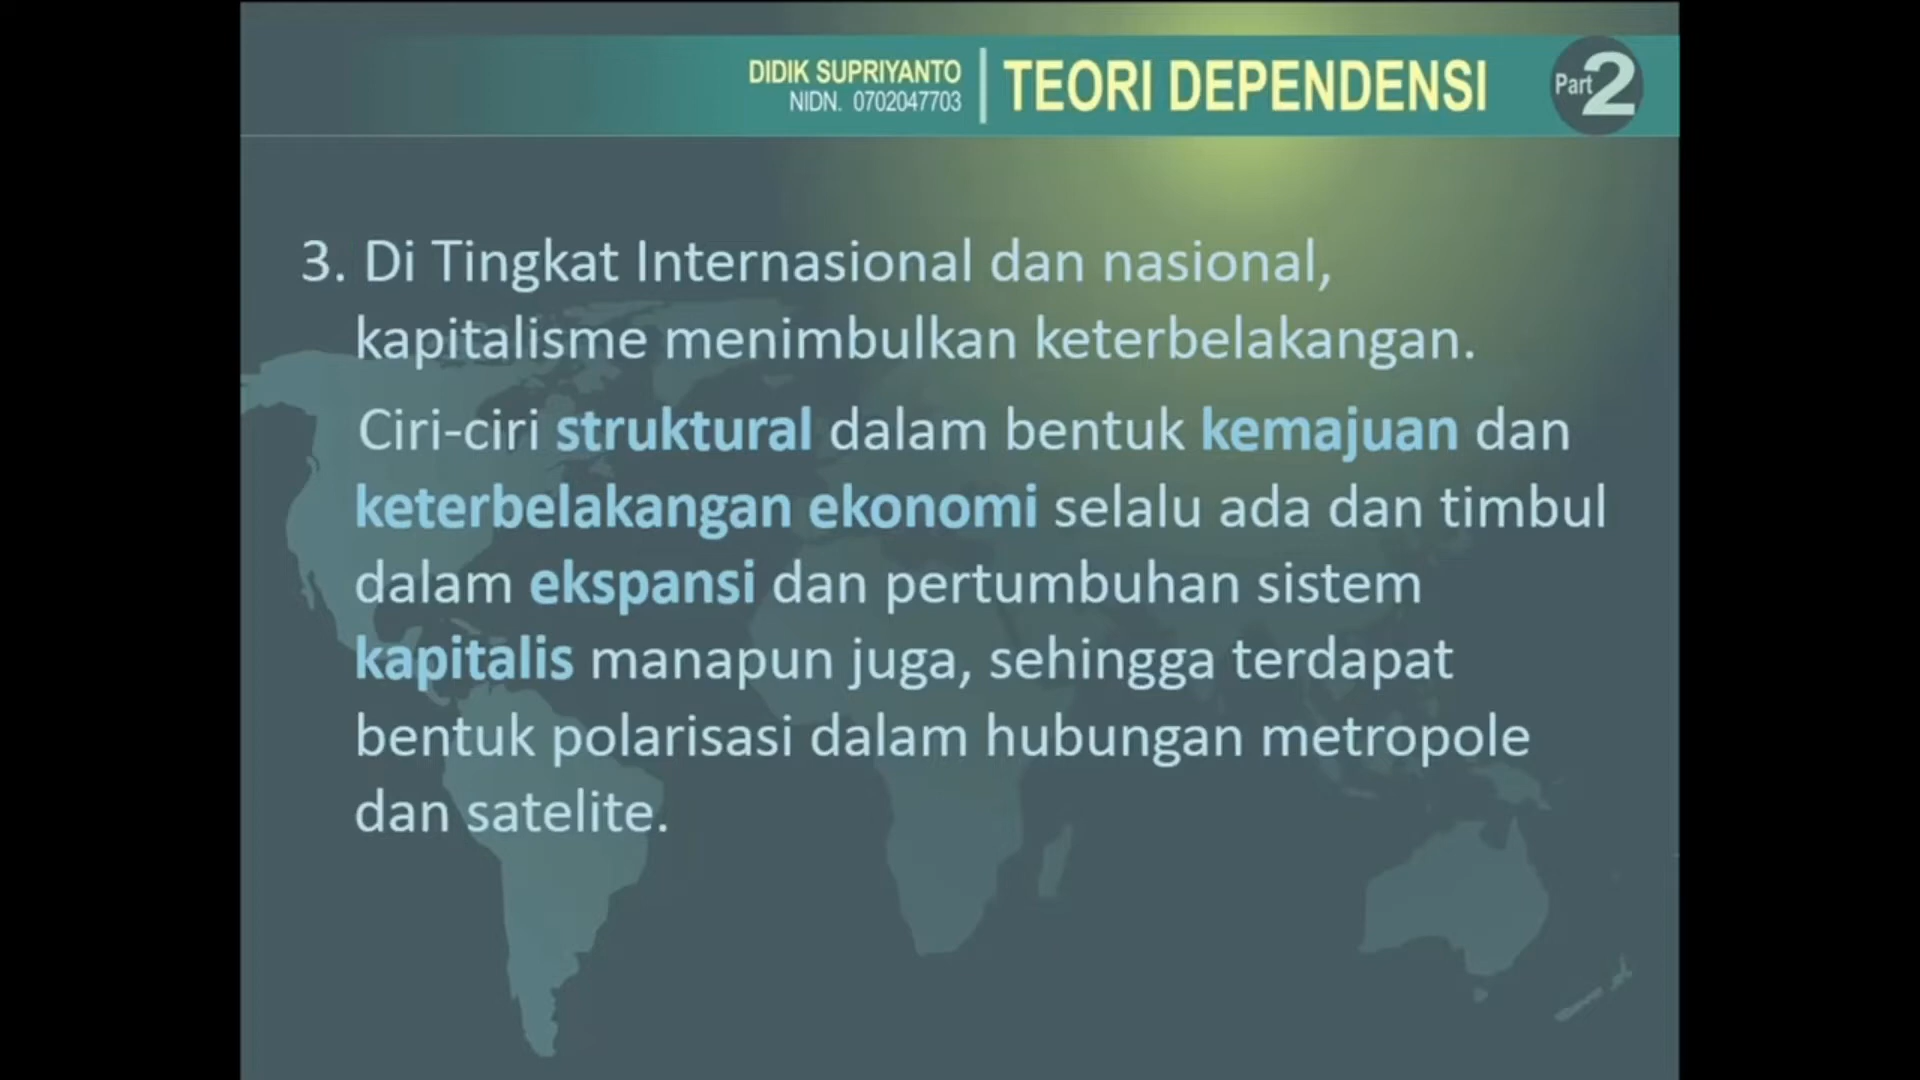 DIDIK SUPRIYANTO
NIDN. 0702047703
TEORI DEPENDENSI
Part 2
3. Di Tingkat Internasional dan nasional,
kapitalisme menimbulkan keterbelakangan.
Ciri-ciri struktural dalam bentuk kemajuan dan
keterbelakangan ekonomi selalu ada dan timbul
dalam ekspansi dan pertumbuhan sistem
kapitalis manapun juga, sehingga terdapat
bentuk polarisasi dalam hubungan metropole
dan satelite.